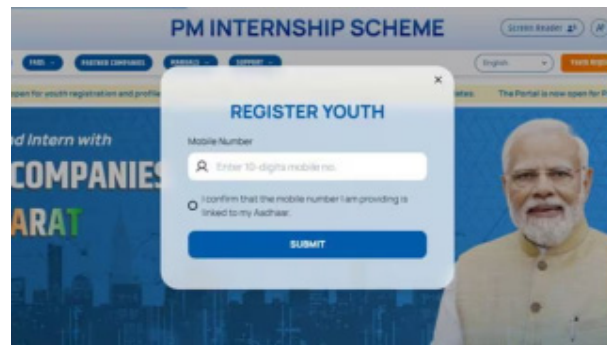 PM INTERNSHIP SCHEME
Screen Reader
FAQS
PARTNER COMPANIES
MANUALS
SUPPORT
English
open for youth registration and profile
The Portal is now open for P
×
REGISTER YOUTH
nd Intern with
Mobile Number
COMPANIES
Enter 10-digits mobile no.
I confirm that the mobile number I am providing is
linked to my Aadhaar.
ARAT
SUBMIT